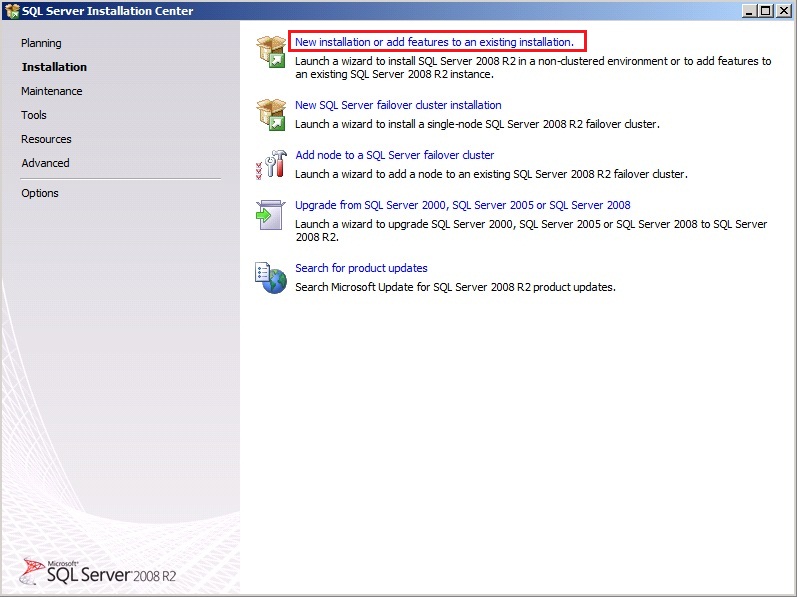 SQL Server Installation Center
Planning
Installation
Maintenance
Tools
Resources
Advanced
Options
New installation or add features to an existing installation.
Launch a wizard to install SQL Server 2008 R2 in a non-clustered environment or to add features to
an existing SQL Server 2008 R2 instance.
New SQL Server failover cluster installation
Launch a wizard to install a single-node SQL Server 2008 R2 failover cluster.
Add node to a SQL Server failover cluster
Launch a wizard to add a node to an existing SQL Server 2008 R2 failover cluster.
Upgrade from SQL Server 2000, SQL Server 2005 or SQL Server 2008
Launch a wizard to upgrade SQL Server 2000, SQL Server 2005 or SQL Server 2008 to SQL Server
2008 R2.
Search for product updates
Search Microsoft Update for SQL Server 2008 R2 product updates.
Microsoft®
SQL Server 2008 R2